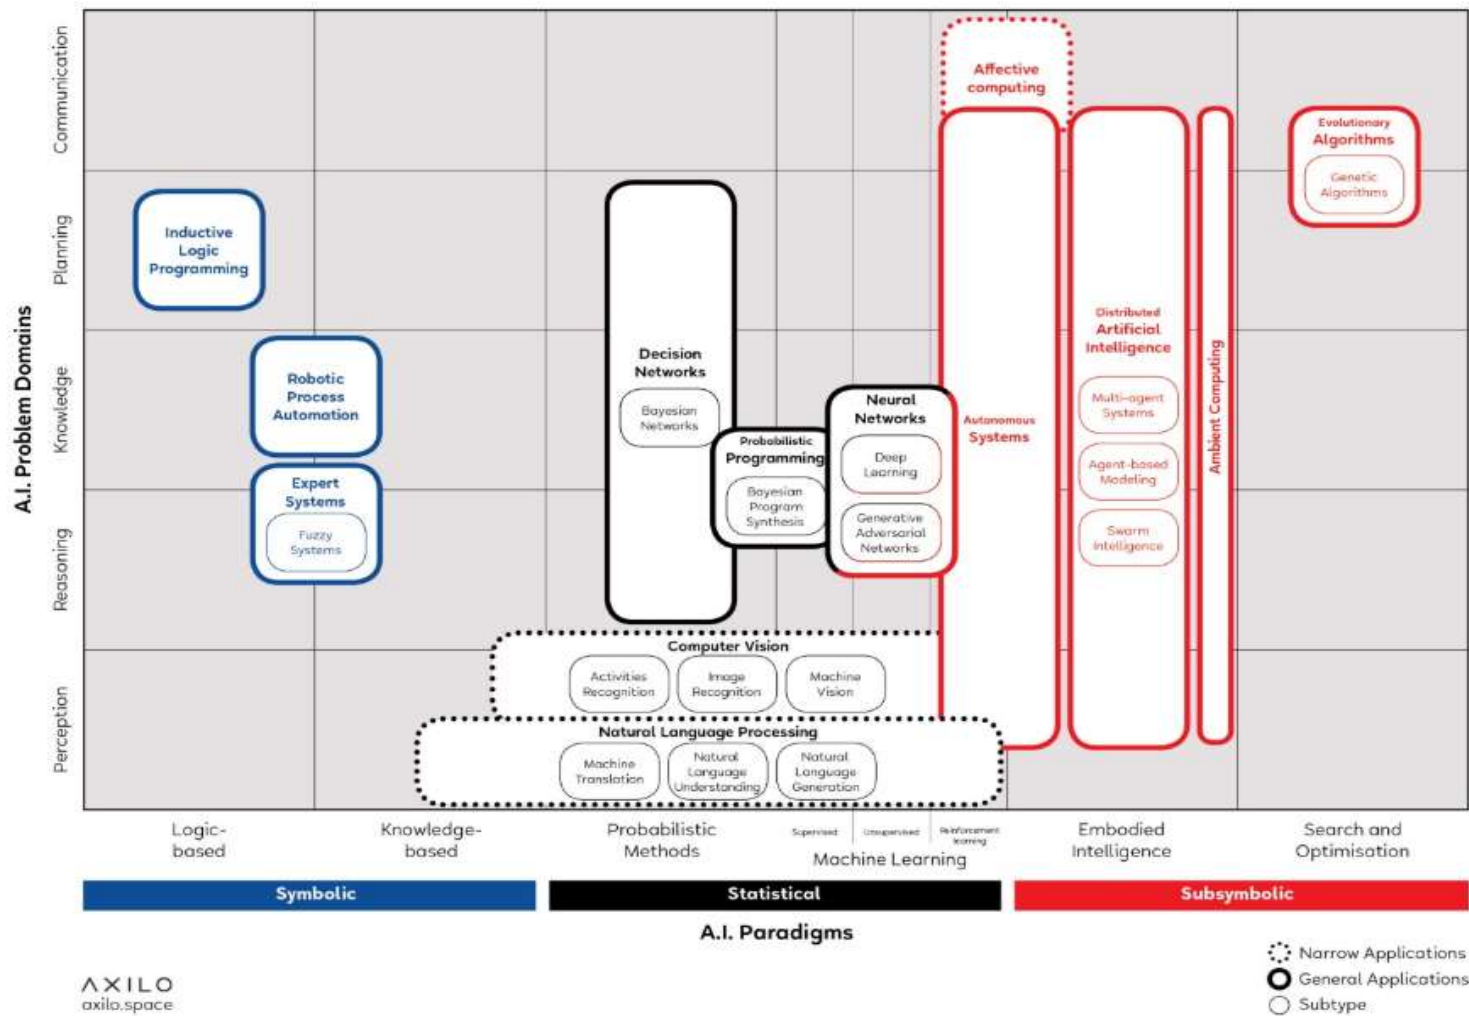 A.I. Problem Domains
Communication
Planning
Knowledge
Reasoning
Perception
Affective
computing
Evolutionary
Algorithms
Genetic
Algorithms
Inductive
Logic
Programming
Robotic
Process
Automation
Expert
Systems
Fuzzy
Systems
Decision
Networks
Bayesian
Networks
Probabilistic
Programming
Bayesian
Program
Synthesis
Neural
Networks
Deep
Learning
Generative
Adversarial
Networks
Autonomous
Systems
Distributed
Artificial
Intelligence
Multi-agent
Systems
Agent-based
Modeling
Swarm
Intelligence
Ambient Computing
Computer Vision
Activities
Recognition
Image
Recognition
Machine
Vision
Natural Language Processing
Machine
Translation
Natural
Language
Understanding
Natural
Language
Generation
Logic-
based
Knowledge-
based
Probabilistic
Methods
Supervised
Unsupervised
Reinforcement
learning
Machine Learning
Embodied
Intelligence
Search and
Optimisation
Symbolic
Statistical
Subsymbolic
A.I. Paradigms
Narrow Applications
General Applications
Subtype
AXILO
axilo.space